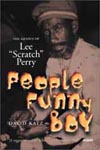 THE GENIUS OF
Lee
"Scratch"
Perry
People
Funny
Boy
DAVID KATZ